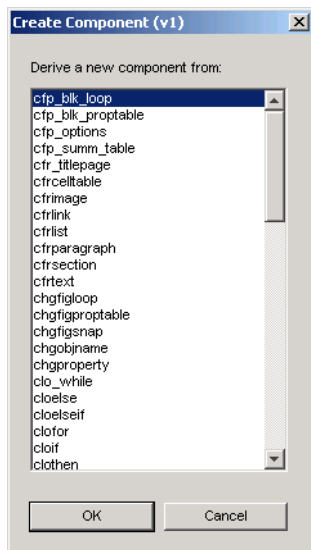 Create Component (v1)
Derive a new component from:
cfp_blk_loop
cfp_blk_proptable
cfp_options
cfp_summ_table
cfr_titlepage
cfrcelltable
cfrimage
cfrlink
cfrlist
cfrparagraph
cfrsection
cfrtext
chgfigloop
chgfigproptable
chgfigsnap
chgobjname
chgproperty
clo_while
cloelse
cloelseif
clofor
cloif
clothen
OK Cancel